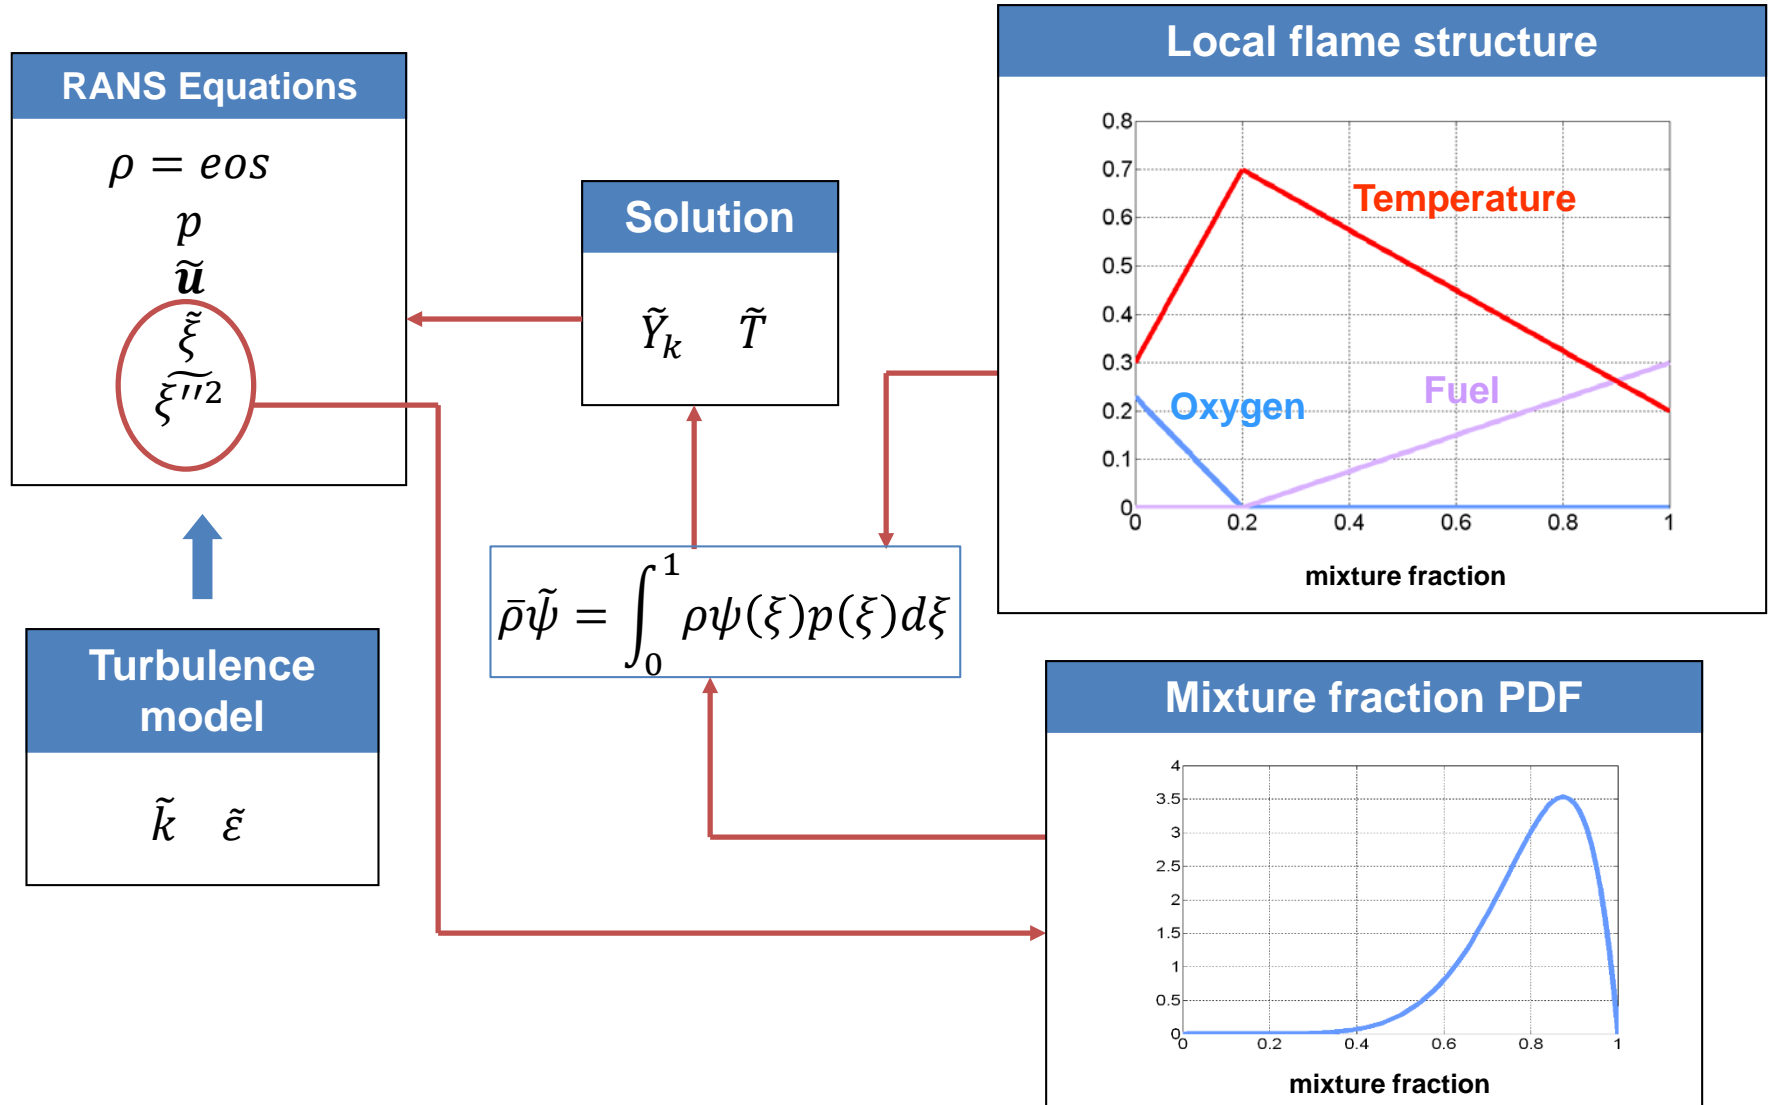 RANS Equations
ρ = eos
p
ũ
ξ̃
ξ''²~
Turbulence
model
k̃ ε̃
Solution
Ỹₖ T̃
ρ̄ψ̃ = ∫₀¹ ρψ(ξ)p(ξ)dξ
Local flame structure
0.8
0.7
0.6
0.5
0.4
0.3
0.2
0.1
0
Temperature
Oxygen
Fuel
0 0.2 0.4 0.6 0.8 1
mixture fraction
Mixture fraction PDF
4
3.5
3
2.5
2
1.5
1
0.5
0
0 0.2 0.4 0.6 0.8 1
mixture fraction